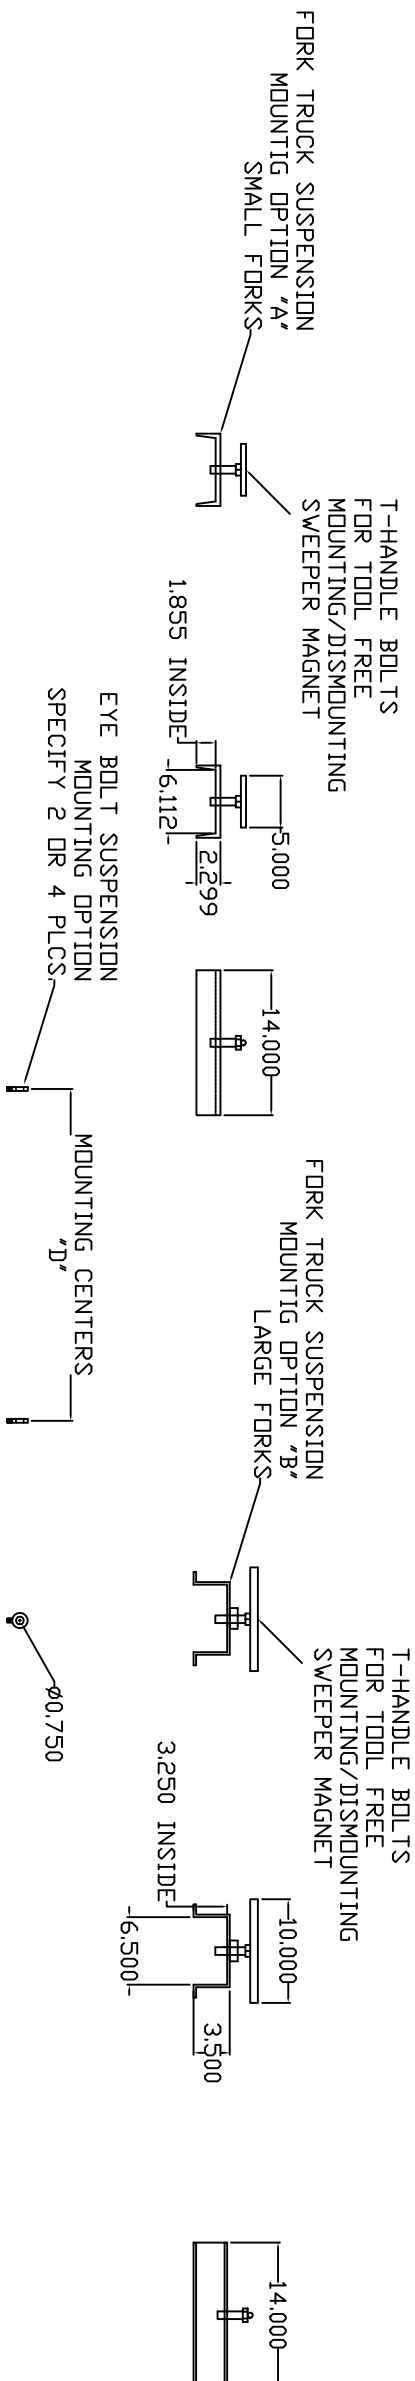 FORK TRUCK SUSPENSION
MOUNTIG OPTION "A"
SMALL FORKS
T-HANDLE BOLTS
FOR TOOL FREE
MOUNTING/DISMOUNTING
SWEEPER MAGNET
1.855 INSIDE
6.112
2.299
5.000
14.000
EYE BOLT SUSPENSION
MOUNTING OPTION
SPECIFY 2 OR 4 PLCS.
MOUNTING CENTERS
"D"
FORK TRUCK SUSPENSION
MOUNTIG OPTION "B"
LARGE FORKS
T-HANDLE BOLTS
FOR TOOL FREE
MOUNTING/DISMOUNTING
SWEEPER MAGNET
ø0.750
3.250 INSIDE
6.500
3.500
10.000
14.000